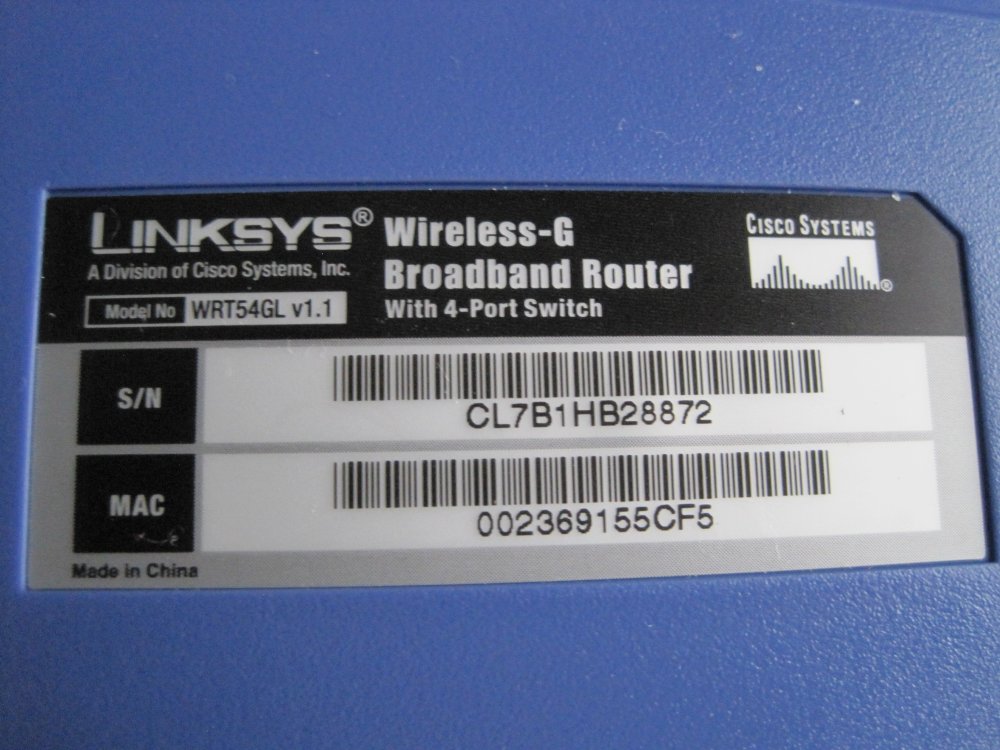 LINKSYS® Wireless-G
A Division of Cisco Systems, Inc. Broadband Router
Model No WRT54GL v1.1 With 4-Port Switch
CISCO SYSTEMS
®
S/N
CL7B1HB28872
MAC
002369155CF5
Made in China